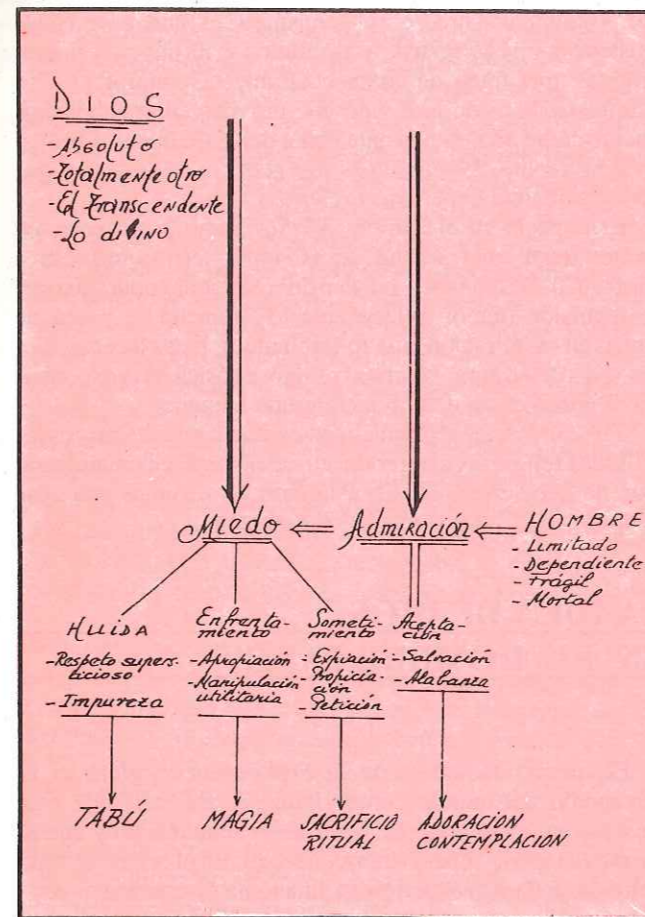 DIOS
- Absoluto
- Totalmente otro
- El Transcendente
- Lo divino
Miedo
Admiración
HOMBRE
- Limitado
- Dependiente
- Frágil
- Mortal
HUIDA
- Respeto supers-
ticioso
- Impureza
Enfrenta-
miento
- Apropiación
- Manipulación
utilitaria
Someti-
miento
- Expiación
- Propicia-
ción
- Petición
Acepta-
ción
- Salvación
- Alabanza
TABÚ
MAGIA
SACRIFICIO
RITUAL
ADORACION
CONTEMPLACION